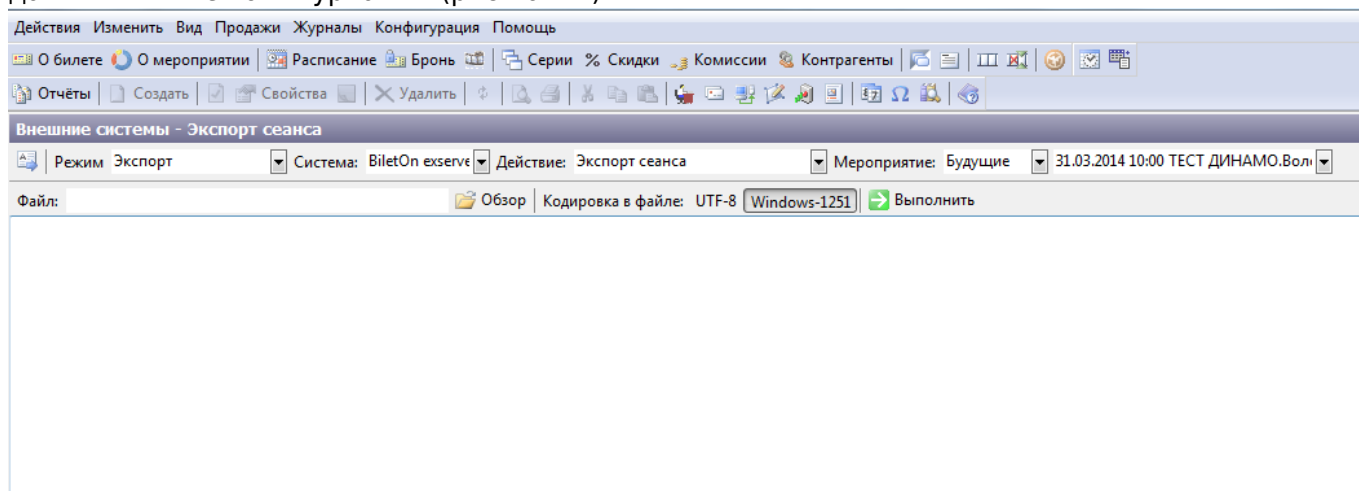 Действия Изменить Вид Продажи Журналы Конфигурация Помощь
О билете О мероприятии Расписание Бронь Серии % Скидки Комиссии Контрагенты
Отчёты Создать Свойства Удалить Ω
Внешние системы - Экспорт сеанса
Режим Экспорт Система: BiletOn exserve Действие: Экспорт сеанса Мероприятие: Будущие 31.03.2014 10:00 ТЕСТ ДИНАМО.Воло
Файл: Обзор Кодировка в файле: UTF-8 Windows-1251 Выполнить